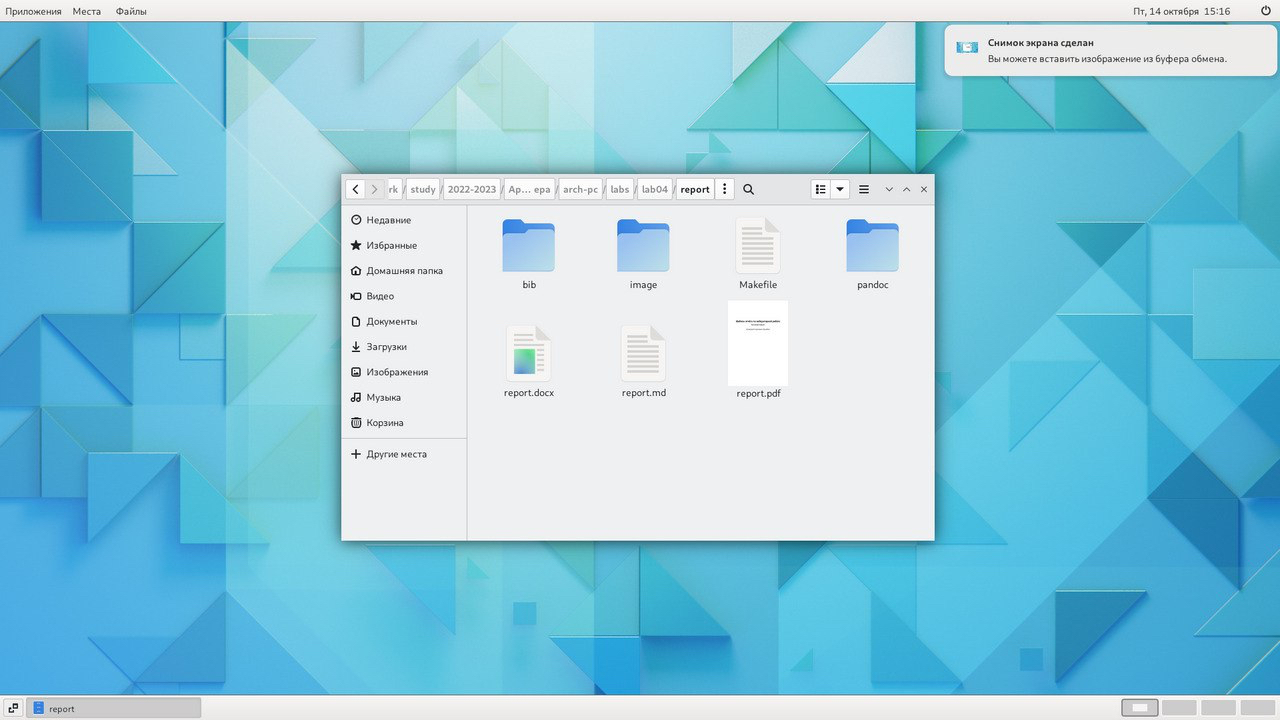 Приложения Места Файлы Пт, 14 октября 15:16
Снимок экрана сделан
Вы можете вставить изображение из буфера обмена.
rk / study / 2022-2023 / Ар… ера / arch-pc / labs / lab04 / report
Недавние
Избранные
Домашняя папка
Видео
Документы
Загрузки
Изображения
Музыка
Корзина
Другие места
bib image Makefile pandoc
report.docx report.md report.pdf
report